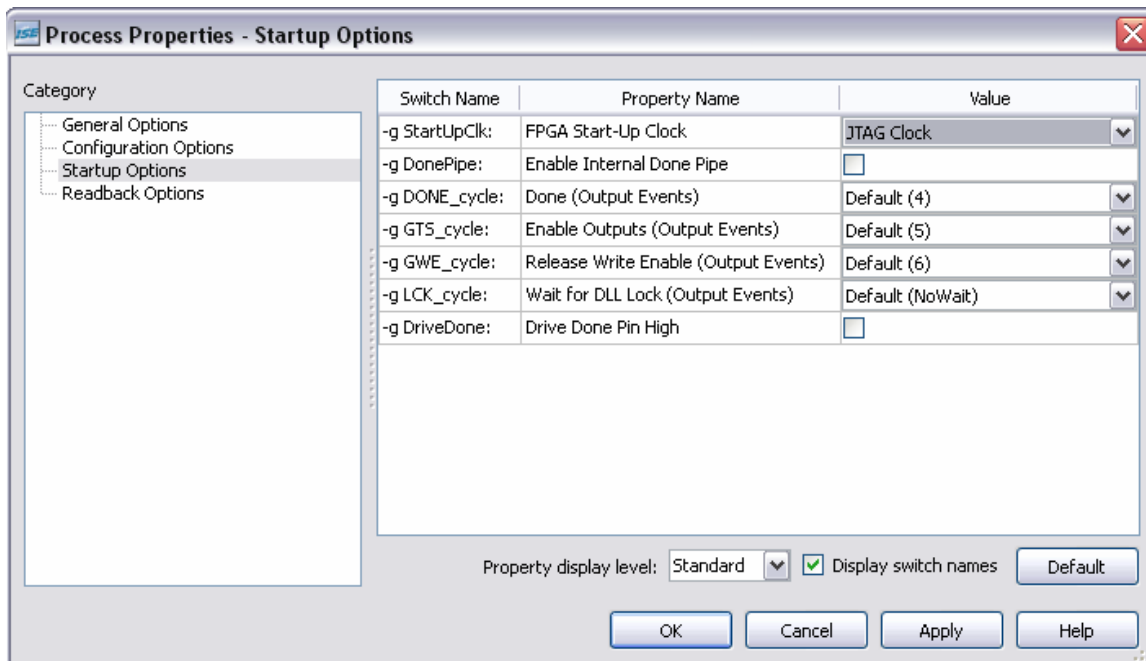 ISE Process Properties - Startup Options
Category
General Options
Configuration Options
Startup Options
Readback Options
Switch Name Property Name Value
-g StartUpClk: FPGA Start-Up Clock JTAG Clock
-g DonePipe: Enable Internal Done Pipe
-g DONE_cycle: Done (Output Events) Default (4)
-g GTS_cycle: Enable Outputs (Output Events) Default (5)
-g GWE_cycle: Release Write Enable (Output Events) Default (6)
-g LCK_cycle: Wait for DLL Lock (Output Events) Default (NoWait)
-g DriveDone: Drive Done Pin High
Property display level: Standard Display switch names Default
OK Cancel Apply Help